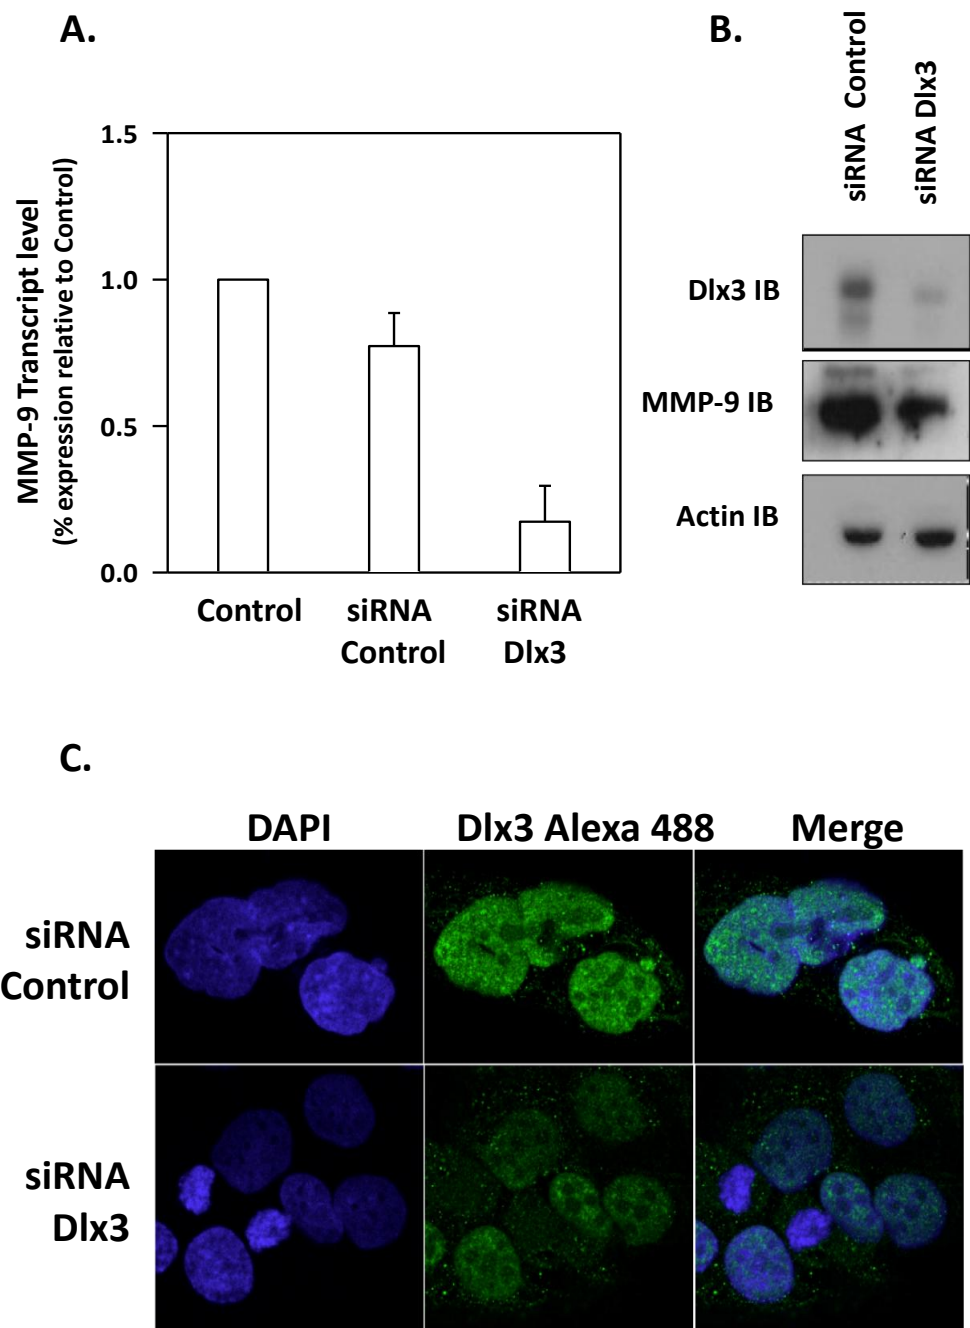 A.
MMP-9 Transcript level
(% expression relative to Control)
1.5
1.0
0.5
0.0
Control
siRNA
Control
siRNA
Dlx3
B.
siRNA Control
siRNA Dlx3
Dlx3 IB
MMP-9 IB
Actin IB
C.
DAPI
Dlx3 Alexa 488
Merge
siRNA
Control
siRNA
Dlx3